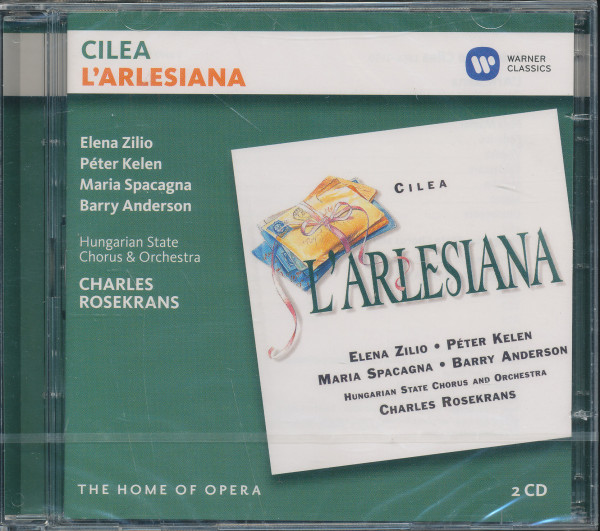 CILEA
L'ARLESIANA
WARNER
CLASSICS
Elena Zilio
Péter Kelen
Maria Spacagna
Barry Anderson
Hungarian State
Chorus & Orchestra
CHARLES
ROSEKRANS
CILEA
L'ARLESIANA
ELENA ZILIO • PÉTER KELEN
MARIA SPACAGNA • BARRY ANDERSON
HUNGARIAN STATE CHORUS AND ORCHESTRA
CHARLES ROSEKRANS
THE HOME OF OPERA
2 CD